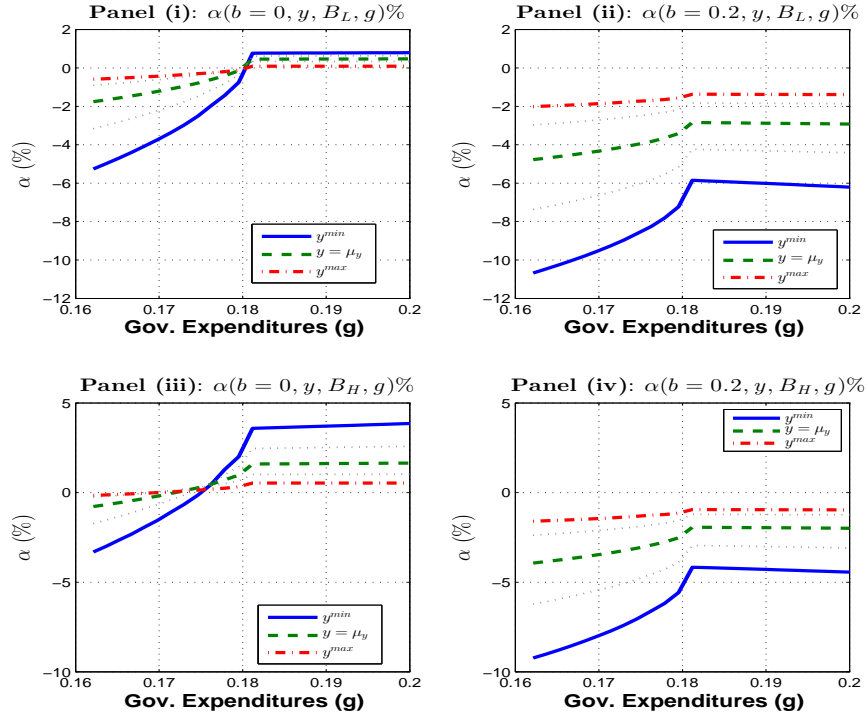 Panel (i): α(b = 0, y, B_L, g)%
2
0
−2
−4
−6
−8
−10
−12
α (%)
y^{min}
y = μ_y
y^{max}
0.16
0.17
0.18
0.19
0.2
Gov. Expenditures (g)
Panel (ii): α(b = 0.2, y, B_L, g)%
2
0
−2
−4
−6
−8
−10
−12
α (%)
y^{min}
y = μ_y
y^{max}
0.16
0.17
0.18
0.19
0.2
Gov. Expenditures (g)
Panel (iii): α(b = 0, y, B_H, g)%
5
0
−5
−10
α (%)
y^{min}
y = μ_y
y^{max}
0.16
0.17
0.18
0.19
0.2
Gov. Expenditures (g)
Panel (iv): α(b = 0.2, y, B_H, g)%
5
0
−5
−10
α (%)
y^{min}
y = μ_y
y^{max}
0.16
0.17
0.18
0.19
0.2
Gov. Expenditures (g)